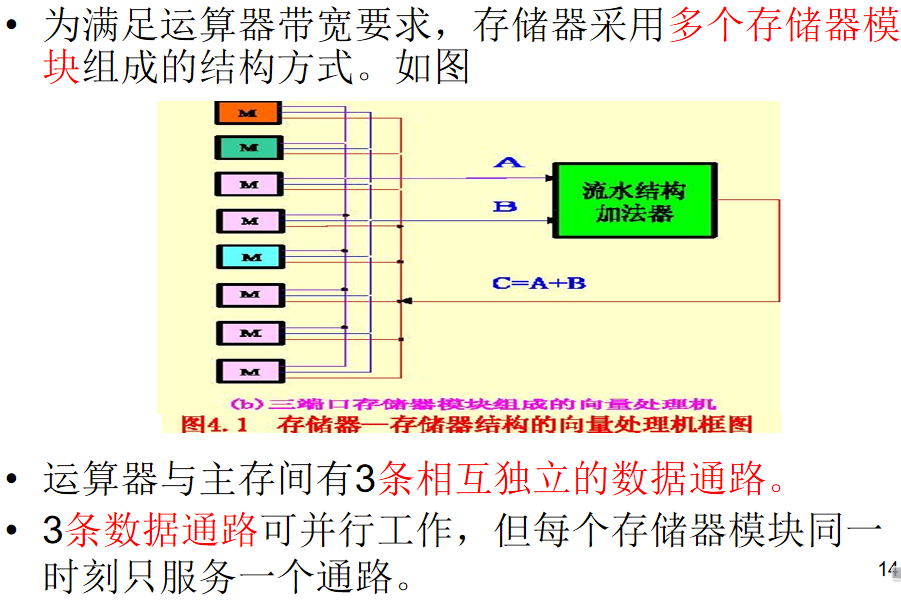 • 为满足运算器带宽要求，存储器采用多个存储器模
块组成的结构方式。如图
M
M
M
A
流水结构
加法器
M
B
M
C=A+B
M
M
M
(b)三端口存储器模块组成的向量处理机
图4.1 存储器—存储器结构的向量处理机框图
• 运算器与主存间有3条相互独立的数据通路。
• 3条数据通路可并行工作，但每个存储器模块同一
时刻只服务一个通路。
14